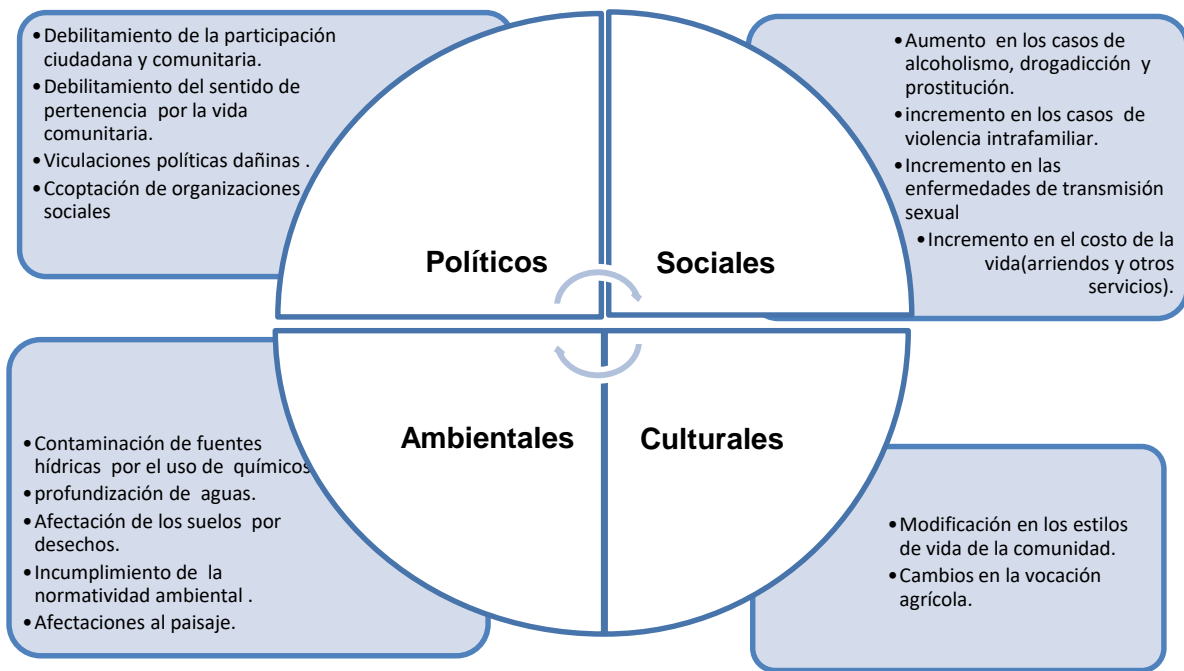 •Debilitamiento de la participación
ciudadana y comunitaria.
•Debilitamiento del sentido de
pertenencia por la vida
comunitaria.
•Viculaciones políticas dañinas .
•Ccoptación de organizaciones
sociales
Políticos
•Aumento en los casos de
alcoholismo, drogadicción y
prostitución.
•incremento en los casos de
violencia intrafamiliar.
•Incremento en las
enfermedades de transmisión
sexual
•Incremento en el costo de la
vida(arriendos y otros
servicios).
Sociales
•Contaminación de fuentes
hídricas por el uso de químicos
•profundización de aguas.
•Afectación de los suelos por
desechos.
•Incumplimiento de la
normatividad ambiental .
•Afectaciones al paisaje.
Ambientales
Culturales
•Modificación en los estilos
de vida de la comunidad.
•Cambios en la vocación
agrícola.